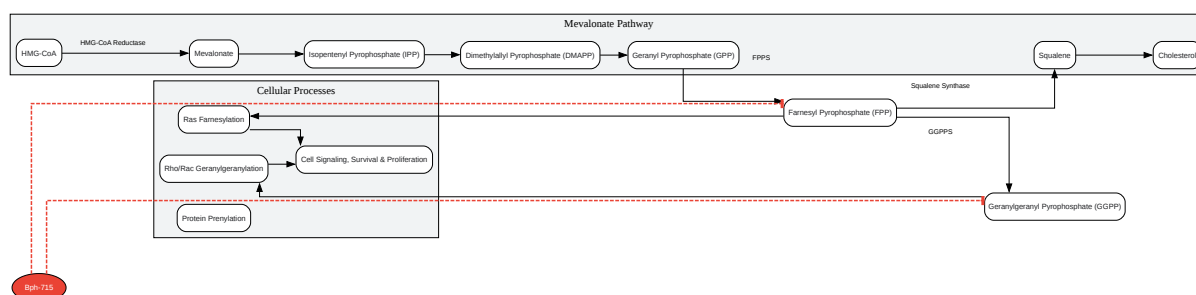 Mevalonate Pathway
HMG-CoA
HMG-CoA Reductase
Mevalonate
Isopentenyl Pyrophosphate (IPP)
Dimethylallyl Pyrophosphate (DMAPP)
Geranyl Pyrophosphate (GPP)
FPPS
Squalene
Cholesterol
Squalene Synthase
Cellular Processes
Ras Farnesylation
Farnesyl Pyrophosphate (FPP)
GGPPS
Cell Signaling, Survival & Proliferation
Rho/Rac Geranylgeranylation
Geranylgeranyl Pyrophosphate (GGPP)
Protein Prenylation
Bph-715